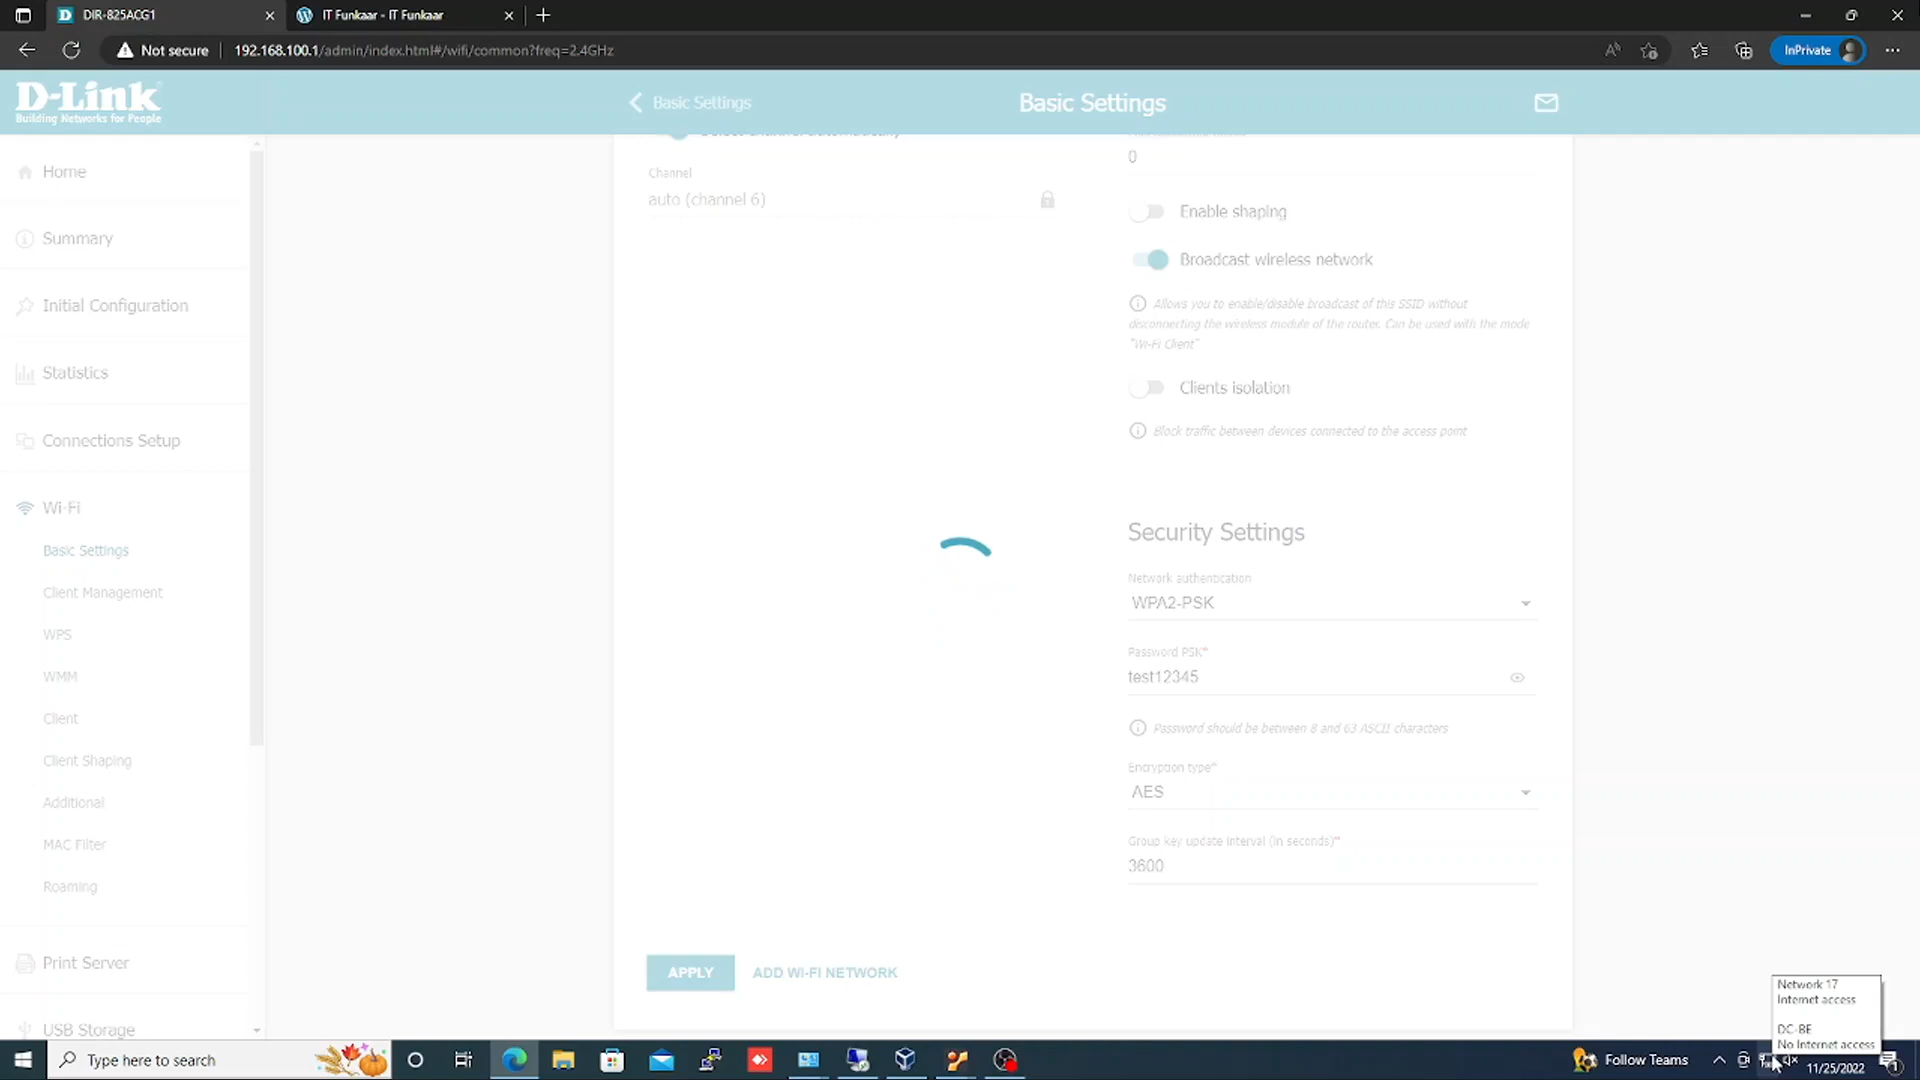 DIR-825ACG1
IT Funkaar - IT Funkaar
Not secure
192.168.100.1/admin/index.html#/wifi/common?freq=2.4GHz
InPrivate
D-Link
Building Networks for People
Basic Settings
Basic Settings
Home
Summary
Initial Configuration
Statistics
Connections Setup
Wi-Fi
Basic Settings
Client Management
WPS
WMM
Client
Client Shaping
Additional
MAC Filter
Roaming
Print Server
USB Storage
Select channel automatically
Channel
auto (channel 6)
0
Enable shaping
Broadcast wireless network
Allows you to enable/disable broadcast of this SSID without
disconnecting the wireless module of the router. Can be used with the mode
"Wi-Fi Client"
Clients isolation
Block traffic between devices connected to the access point
Security Settings
Network authentication
WPA2-PSK
Password PSK*
test12345
Password should be between 8 and 63 ASCII characters
Encryption type*
AES
Group key update interval (in seconds)*
3600
APPLY
ADD WI-FI NETWORK
Network 17
Internet access
DC-BE
No Internet access
Type here to search
Follow Teams
11/25/2022
1